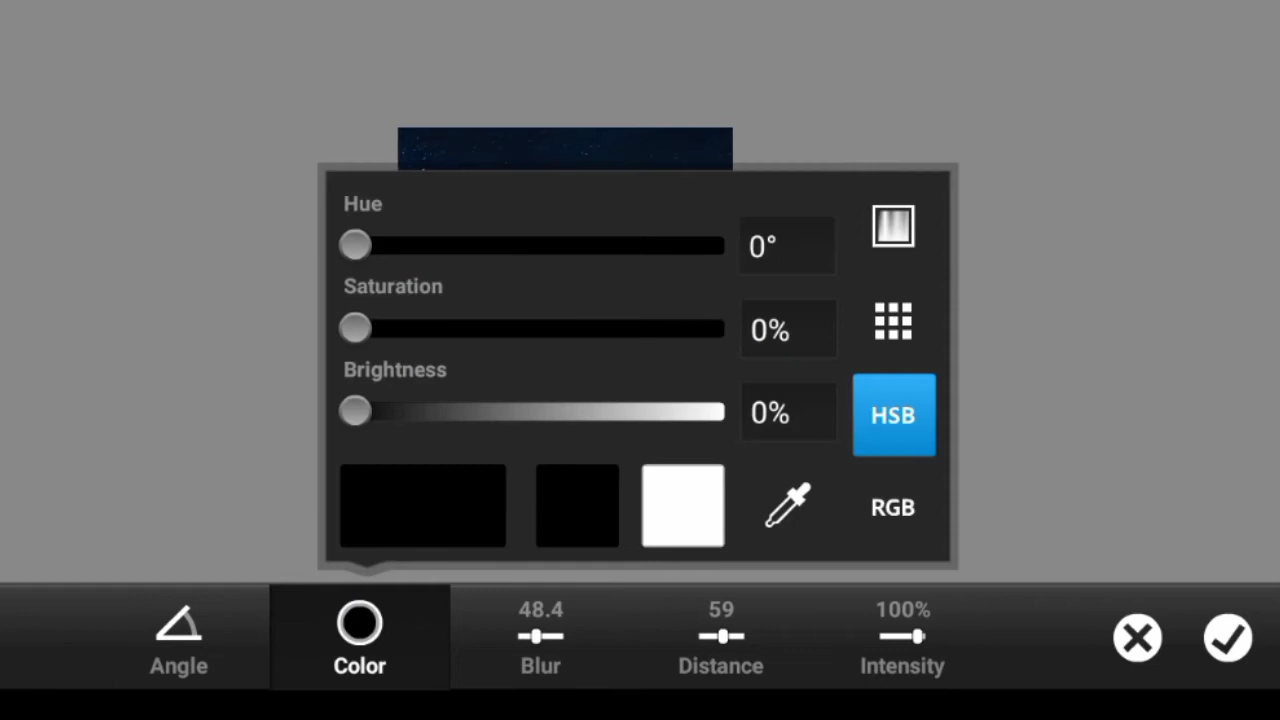 Hue
0°
Saturation
0%
Brightness
0%
HSB
RGB
48.4
59
100%
Angle
Color
Blur
Distance
Intensity